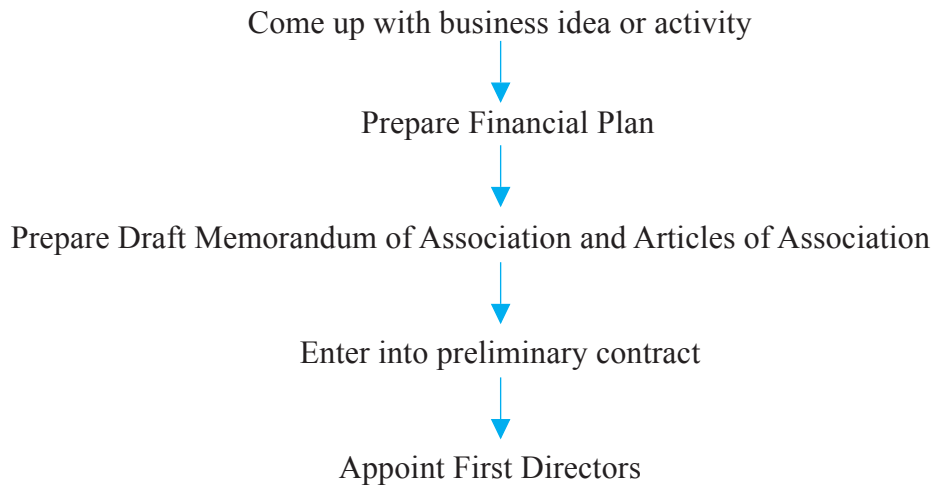 Come up with business idea or activity
Prepare Financial Plan
Prepare Draft Memorandum of Association and Articles of Association
Enter into preliminary contract
Appoint First Directors